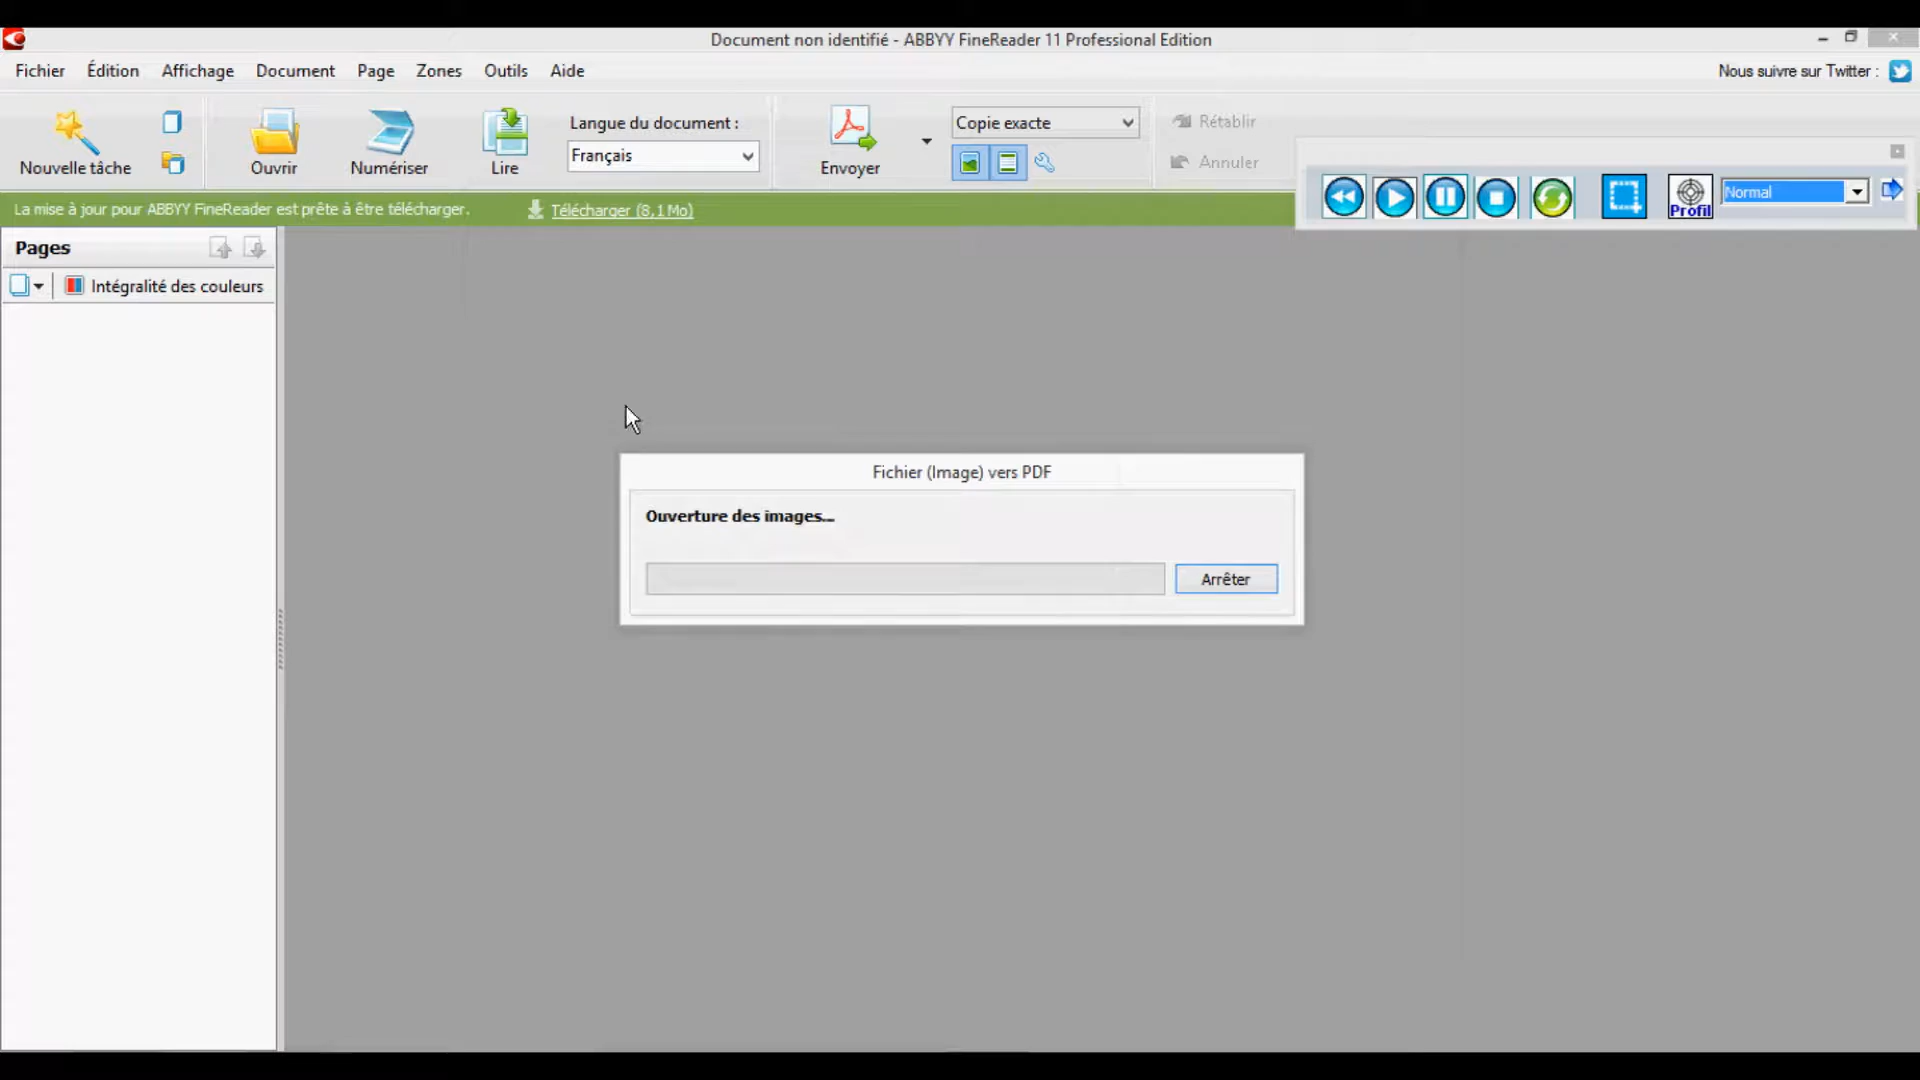 Document non identifié - ABBYY FineReader 11 Professional Edition
Fichier Édition Affichage Document Page Zones Outils Aide
Nous suivre sur Twitter :
Nouvelle tâche
Ouvrir
Numériser
Lire
Langue du document :
Français
Envoyer
Copie exacte
Rétablir
Annuler
Profil
Normal
La mise à jour pour ABBYY FineReader est prête à être télécharger.
Télécharger (8,1 Mo)
Pages
Intégralité des couleurs
Fichier (Image) vers PDF
Ouverture des images...
Arrêter